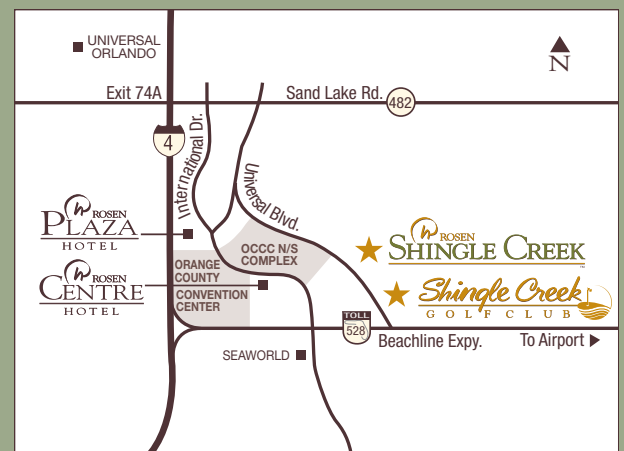 UNIVERSAL
ORLANDO
N
Exit 74A
Sand Lake Rd.
482
4
International Dr.
Universal Blvd.
ROSEN
PLAZA
HOTEL
OCCC N/S
COMPLEX
ROSEN
SHINGLE CREEK
™
ORANGE
COUNTY
CONVENTION
CENTER
ROSEN
CENTRE
HOTEL
Shingle Creek
GOLF CLUB
TOLL
528
Beachline Expy.
To Airport
SEAWORLD